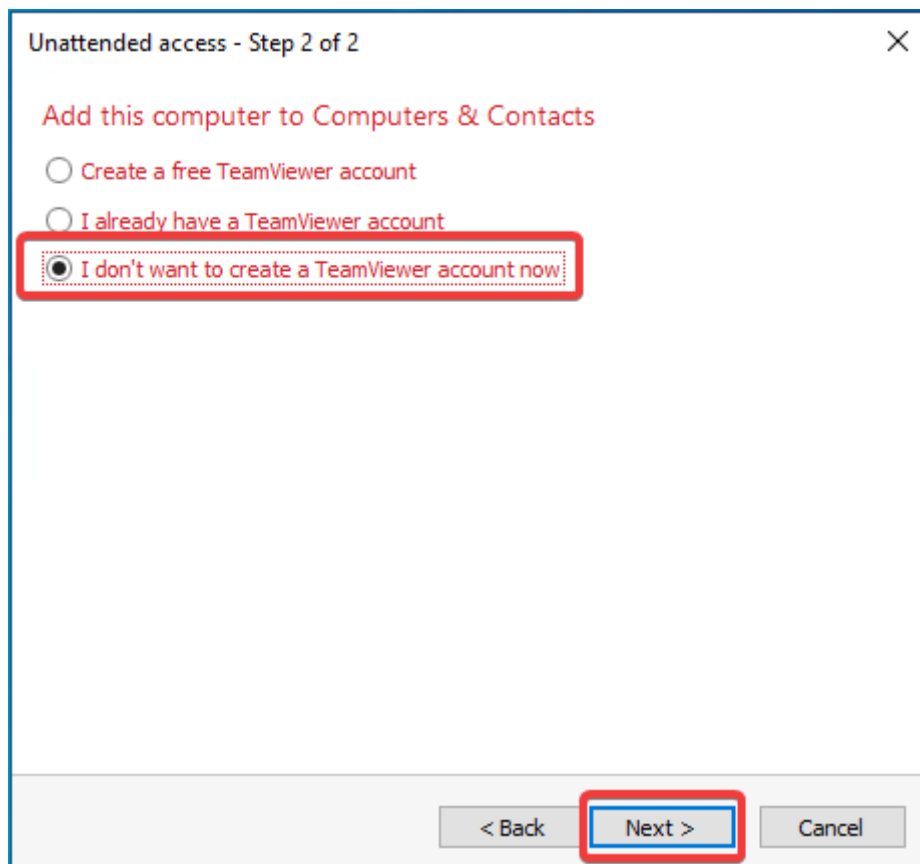 Unattended access - Step 2 of 2
Add this computer to Computers & Contacts
Create a free TeamViewer account
I already have a TeamViewer account
I don't want to create a TeamViewer account now
< Back
Next >
Cancel